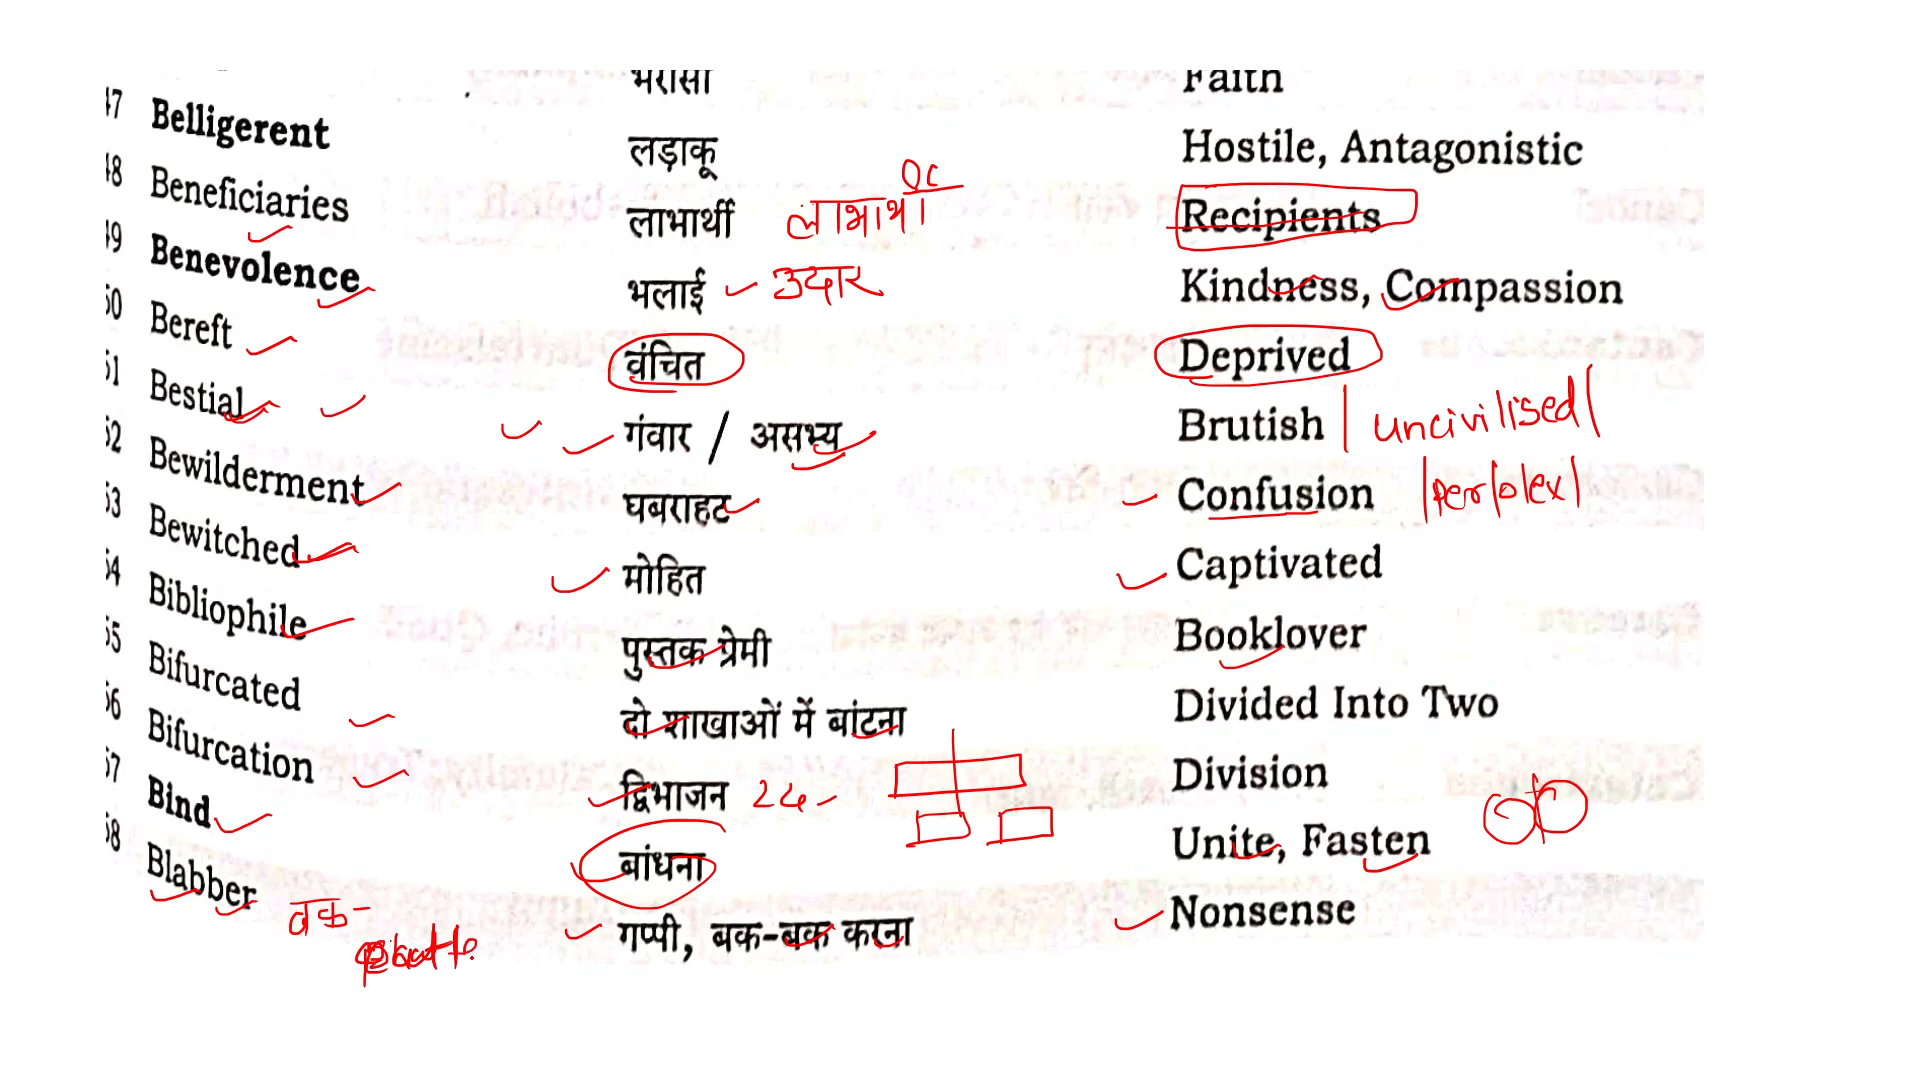 भरोसा Faith
47 Belligerent लड़ाकू Hostile, Antagonistic
48 Beneficiaries लाभार्थी लाभार्थी Recipients
49 Benevolence भलाई उदार Kindness, Compassion
50 Bereft वंचित Deprived
51 Bestial गंवार / असभ्य Brutish | uncivilised |
52 Bewilderment घबराहट Confusion | Perplex |
53 Bewitched मोहित Captivated
54 Bibliophile पुस्तक प्रेमी Booklover
55 Bifurcated दो शाखाओं में बांटना Divided Into Two
56 Bifurcation द्विभाजन Division
57 Bind बांधना Unite, Fasten
58 Blabber बक- गप्पी, बक-बक करना Nonsense